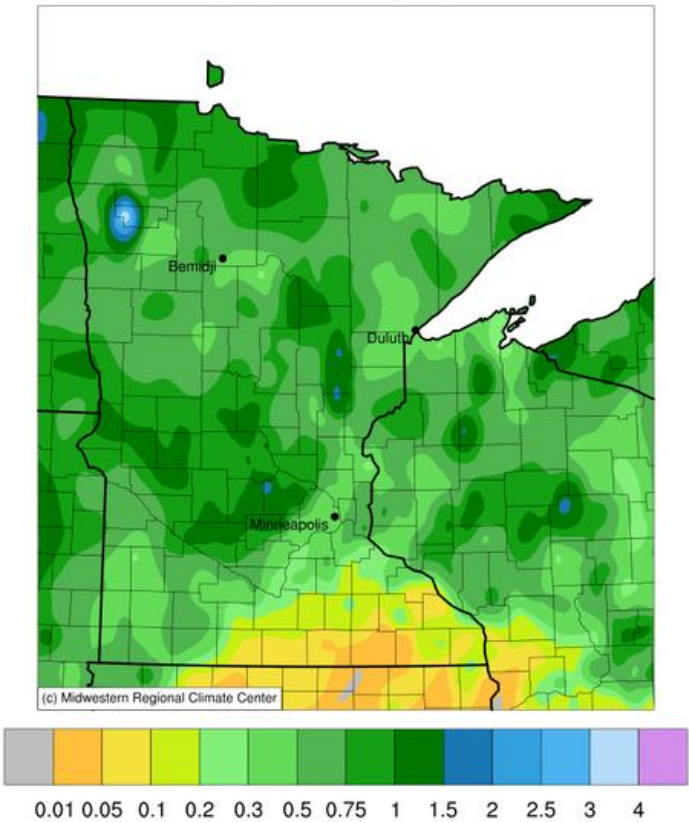 Bemidji
Duluth
Minneapolis
(c) Midwestern Regional Climate Center
0.01 0.05 0.1 0.2 0.3 0.5 0.75 1 1.5 2 2.5 3 4